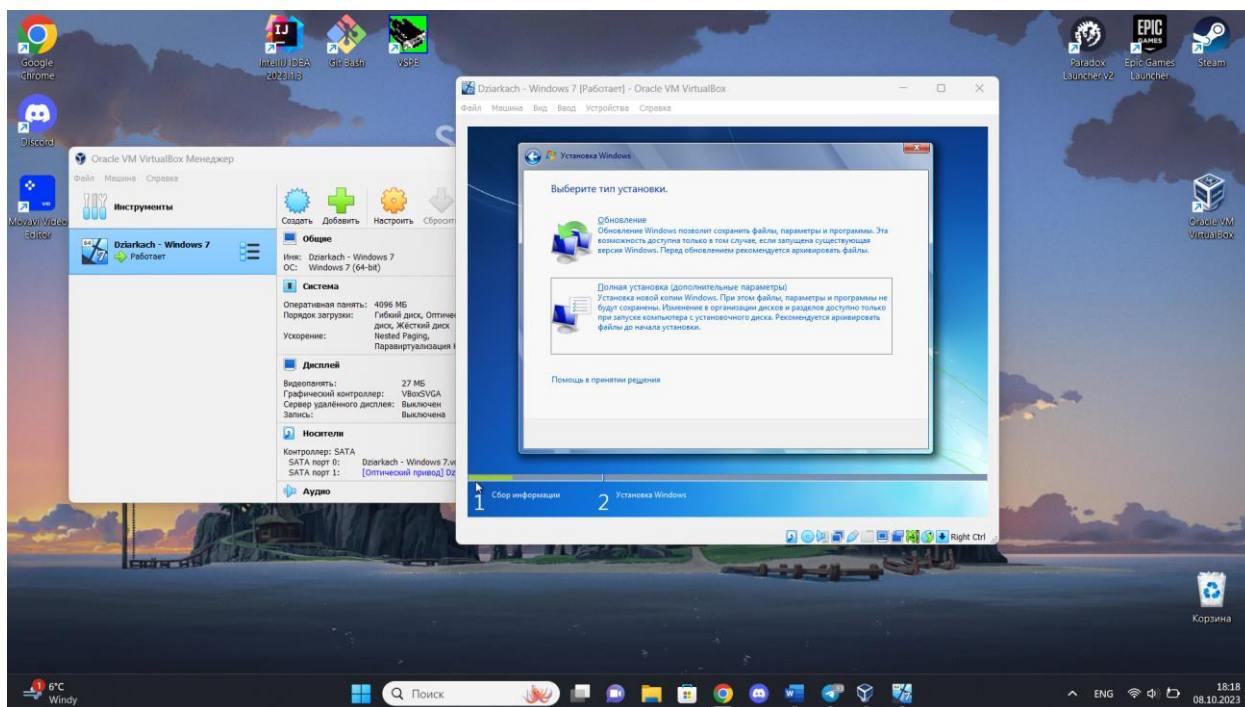 Google
Chrome
IntelliJ IDEA
2023.1.3
Git Bash
VSPE
Paradox
Launcher v2
EPIC
GAMES
Epic Games
Launcher
Steam
Discord
Movavi Video
Editor
Oracle VM
VirtualBox
Корзина
Oracle VM VirtualBox Менеджер
Файл Машина Справка
Инструменты
Dziarkach - Windows 7
Работает
Создать Добавить Настроить Сбросить
Общие
Имя: Dziarkach - Windows 7
ОС: Windows 7 (64-bit)
Система
Оперативная память: 4096 МБ
Порядок загрузки: Гибкий диск, Оптичес
диск, Жёсткий диск
Ускорение: Nested Paging,
Паравиртуализация
Дисплей
Видеопамять: 27 МБ
Графический контроллер: VBoxSVGA
Сервер удалённого дисплея: Выключен
Запись: Выключена
Носители
Контроллер: SATA
SATA порт 0: Dziarkach - Windows 7.v
SATA порт 1: [Оптический привод] Dz
Аудио
Dziarkach - Windows 7 [Работает] - Oracle VM VirtualBox
Файл Машина Вид Ввод Устройства Справка
Установка Windows
Выберите тип установки.
Обновление
Обновление Windows позволит сохранить файлы, параметры и программы. Эта
возможность доступна только в том случае, если запущена существующая
версия Windows. Перед обновлением рекомендуется архивировать файлы.
Полная установка (дополнительные параметры)
Установка новой копии Windows. При этом файлы, параметры и программы не
будут сохранены. Изменение в организации дисков и разделов доступно только
при запуске компьютера с установочного диска. Рекомендуется архивировать
файлы до начала установки.
Помощь в принятии решения
1 Сбор информации
2 Установка Windows
Right Ctrl
1
6°C
Windy
Поиск
ENG
18:18
08.10.2023